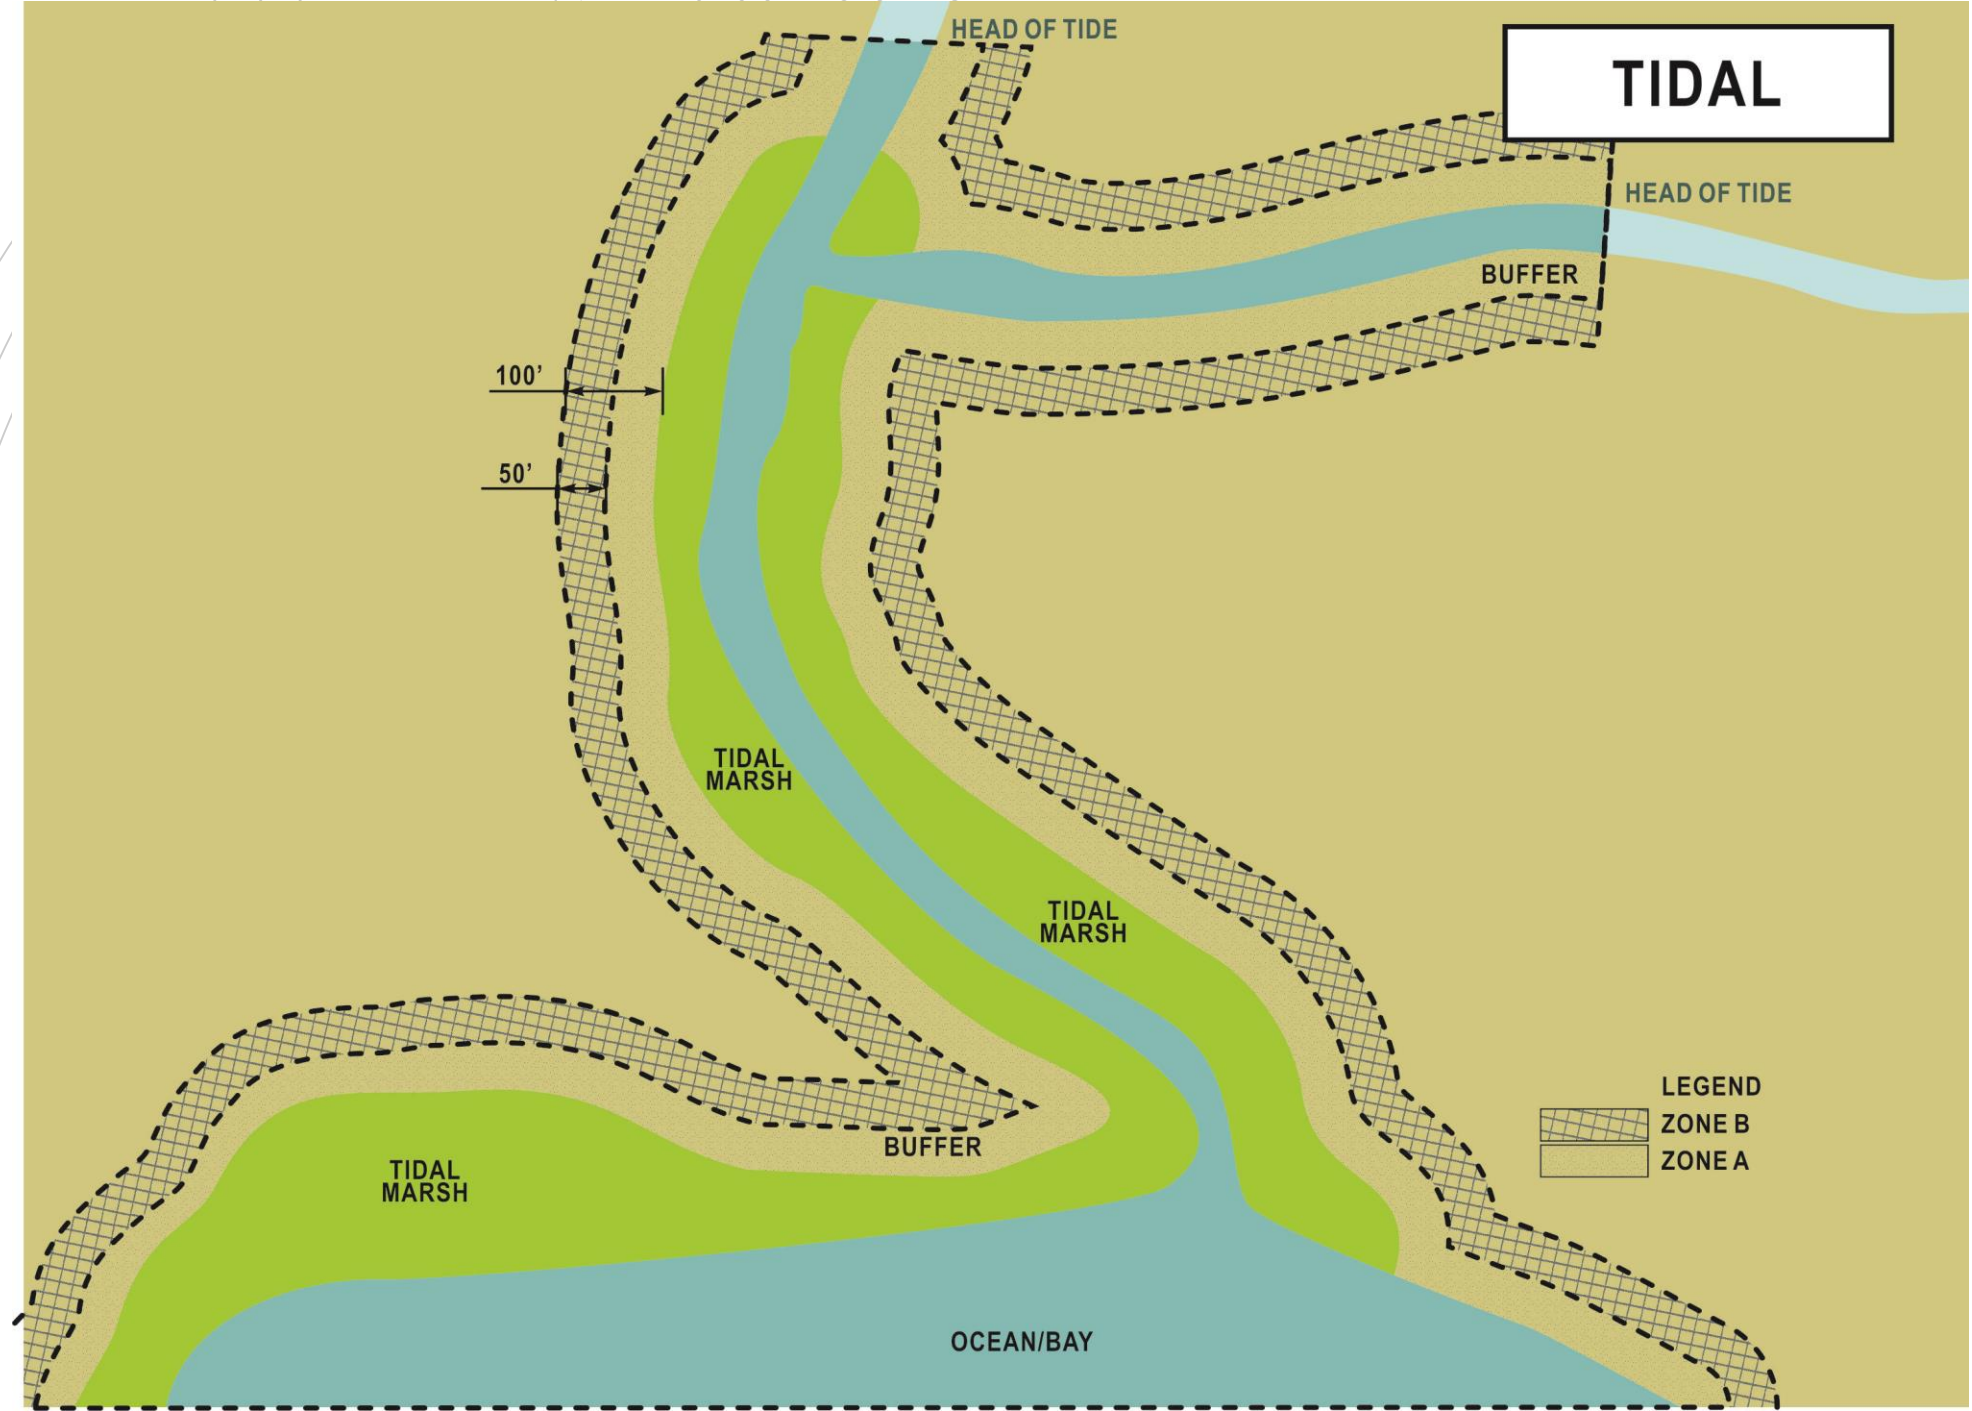 HEAD OF TIDE
TIDAL
HEAD OF TIDE
BUFFER
100’
50’
TIDAL
MARSH
TIDAL
MARSH
LEGEND
ZONE B
ZONE A
BUFFER
TIDAL
MARSH
OCEAN/BAY